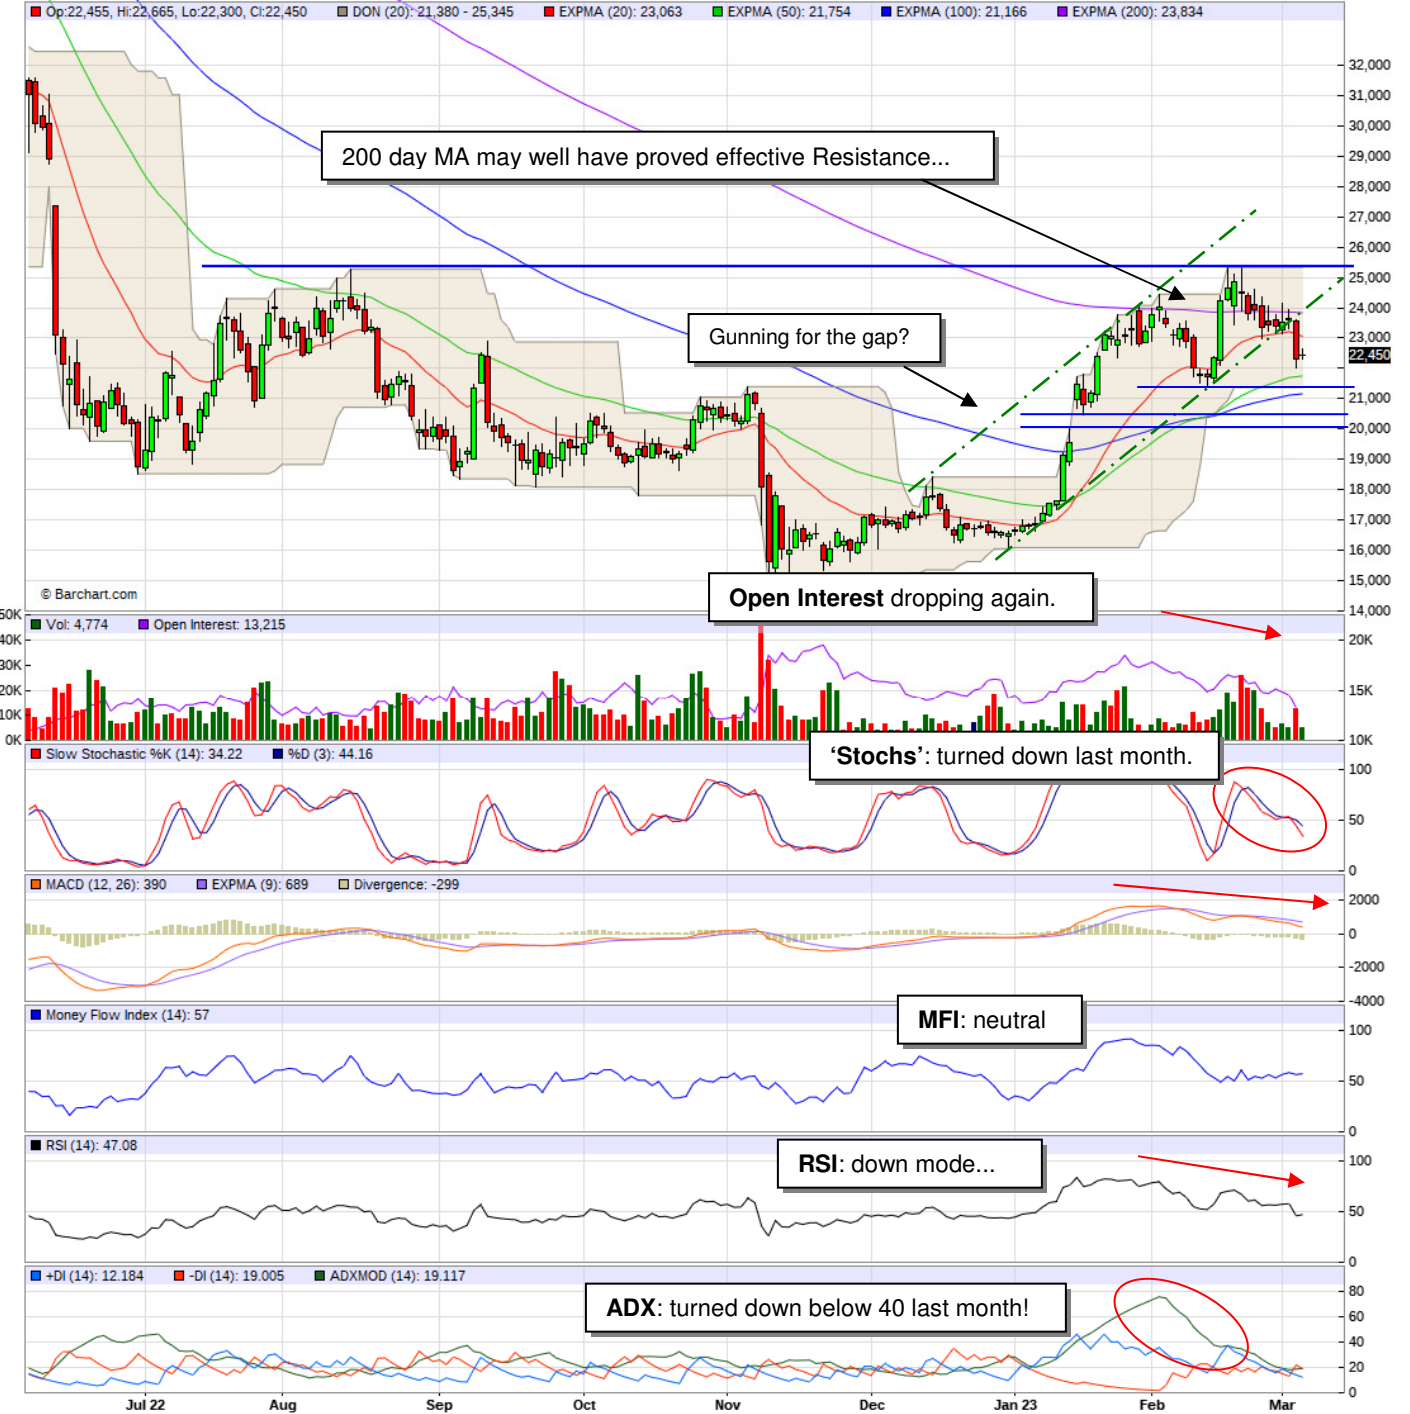 Op:22,455, Hi:22,665, Lo:22,300, Cl:22,450 DON (20): 21,380 - 25,345 EXPMA (20): 23,063 EXPMA (50): 21,754 EXPMA (100): 21,166 EXPMA (200): 23,834
32,000
31,000
30,000
29,000
28,000
27,000
26,000
25,000
24,000
23,000
22,450
21,000
20,000
19,000
18,000
17,000
16,000
15,000
14,000
200 day MA may well have proved effective Resistance...
Gunning for the gap?
© Barchart.com
Open Interest dropping again.
Vol: 4,774 Open Interest: 13,215
50K
40K
30K
20K
10K
0K
20K
15K
10K
'Stochs': turned down last month.
Slow Stochastic %K (14): 34.22 %D (3): 44.16
100
50
0
MACD (12, 26): 390 EXPMA (9): 689 Divergence: -299
2000
0
-2000
-4000
MFI: neutral
Money Flow Index (14): 57
100
50
0
RSI (14): 47.08
RSI: down mode...
100
50
0
+DI (14): 12.184 -DI (14): 19.005 ADXMOD (14): 19.117
ADX: turned down below 40 last month!
80
60
40
20
0
Jul 22 Aug Sep Oct Nov Dec Jan 23 Feb Mar